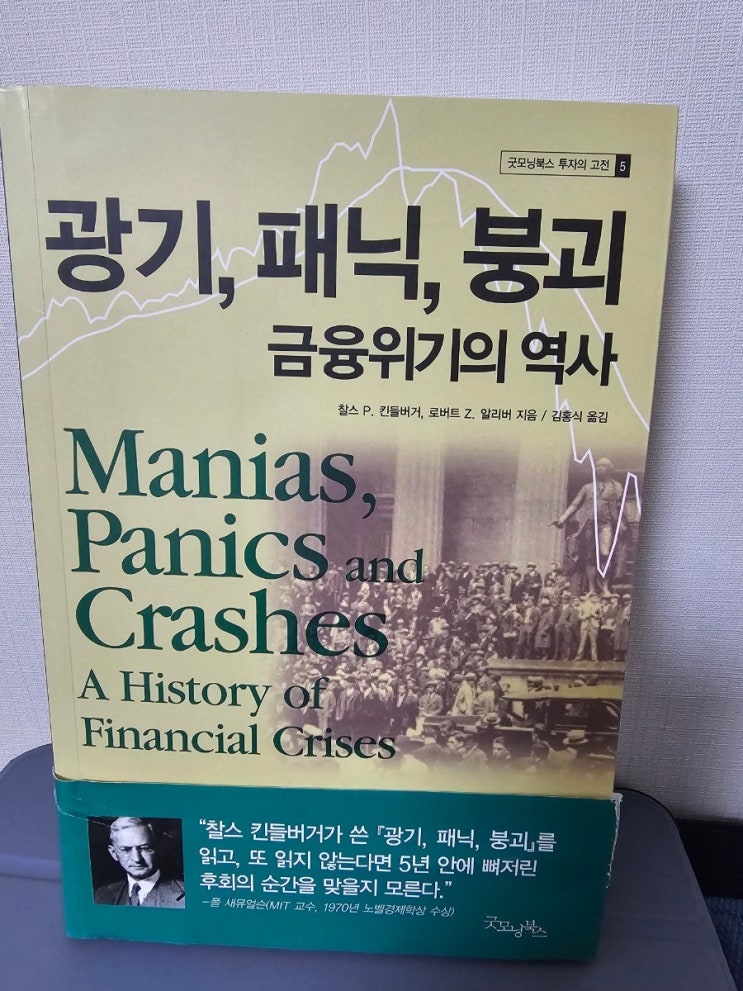 굿모닝북스 투자의 고전 5
광기, 패닉, 붕괴
금융위기의 역사
찰스 P. 킨들버거, 로버트 Z. 알리버 지음 / 김홍식 옮김
Manias,
Panics and
Crashes
A History of
Financial Crises
“찰스 킨들버거가 쓴 『광기, 패닉, 붕괴』를
읽고, 또 읽지 않는다면 5년 안에 뼈저린
후회의 순간을 맞을지 모른다.”
-폴 새뮤얼슨(MIT 교수, 1970년 노벨경제학상 수상)
굿모닝북스